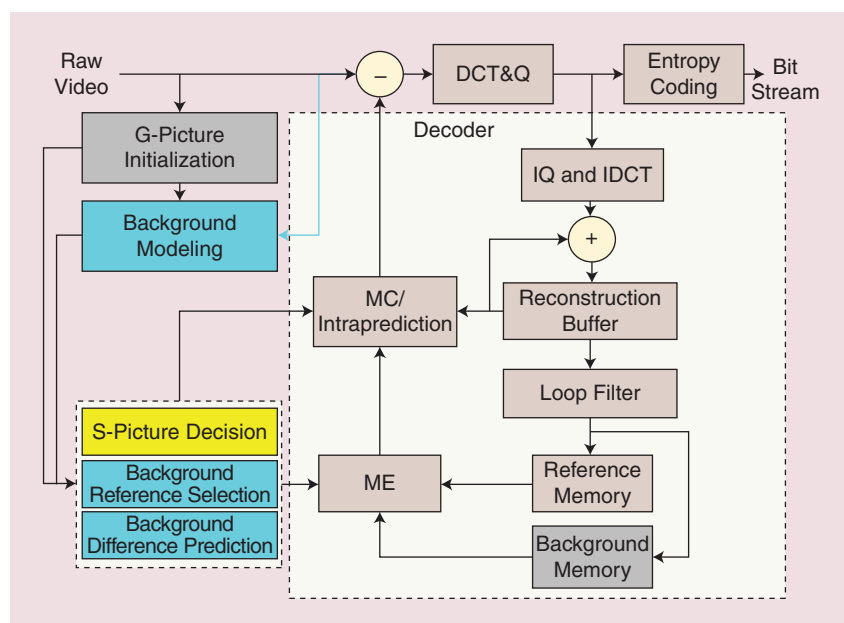 Raw
Video
−
DCT&Q
Entropy
Coding
Bit
Stream
G-Picture
Initialization
Decoder
IQ and IDCT
Background
Modeling
+
MC/
Intraprediction
Reconstruction
Buffer
Loop Filter
S-Picture Decision
Background
Reference Selection
Background
Difference Prediction
ME
Reference
Memory
Background
Memory